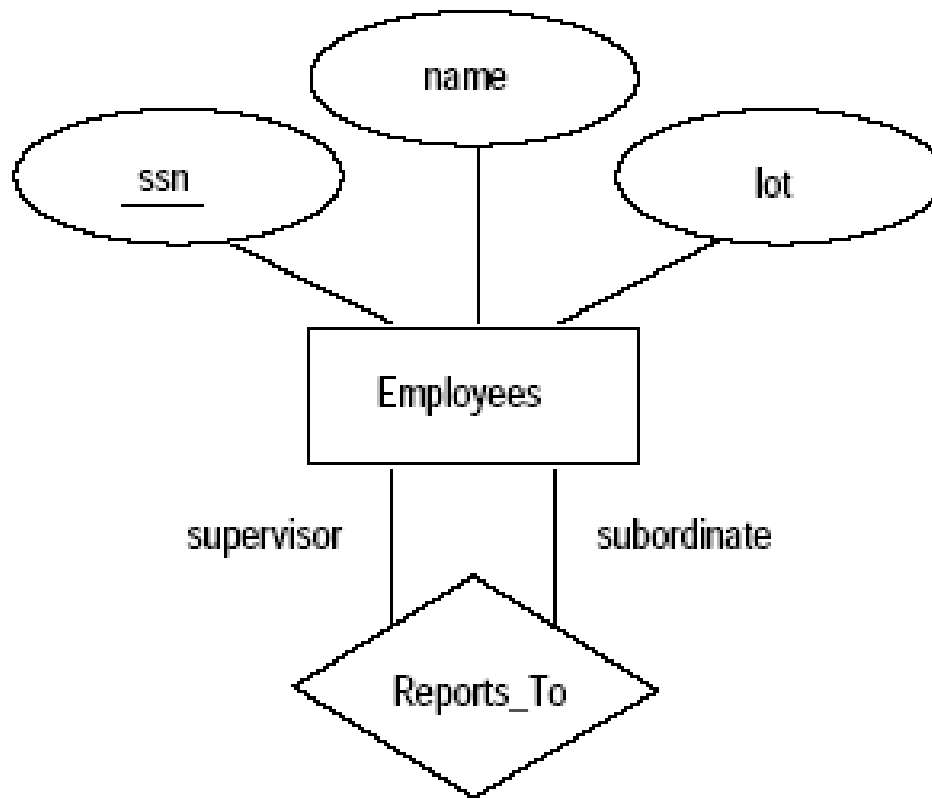 name
ssn
lot
Employees
supervisor
subordinate
Reports_To